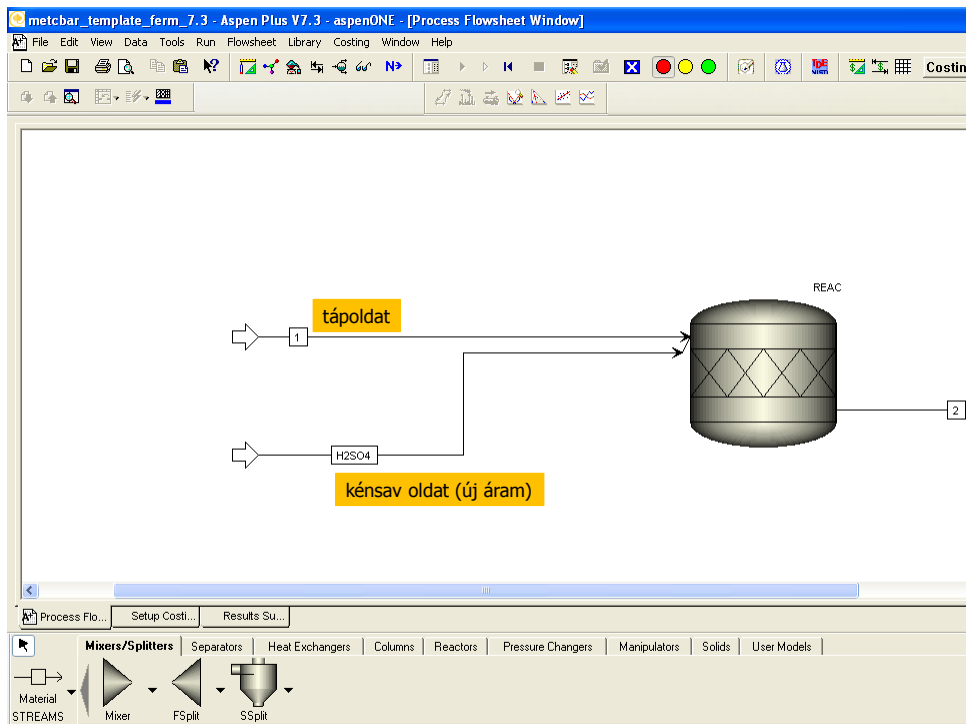 metcbar_template_ferm_7.3 - Aspen Plus V7.3 - aspenONE - [Process Flowsheet Window]
File Edit View Data Tools Run Flowsheet Library Costing Window Help
N>
Costin
REAC
tápoldat
1
2
H2SO4
kénsav oldat (új áram)
Process Flo... Setup Costi... Results Su...
Mixers/Splitters Separators Heat Exchangers Columns Reactors Pressure Changers Manipulators Solids User Models
Material
STREAMS Mixer FSplit SSplit